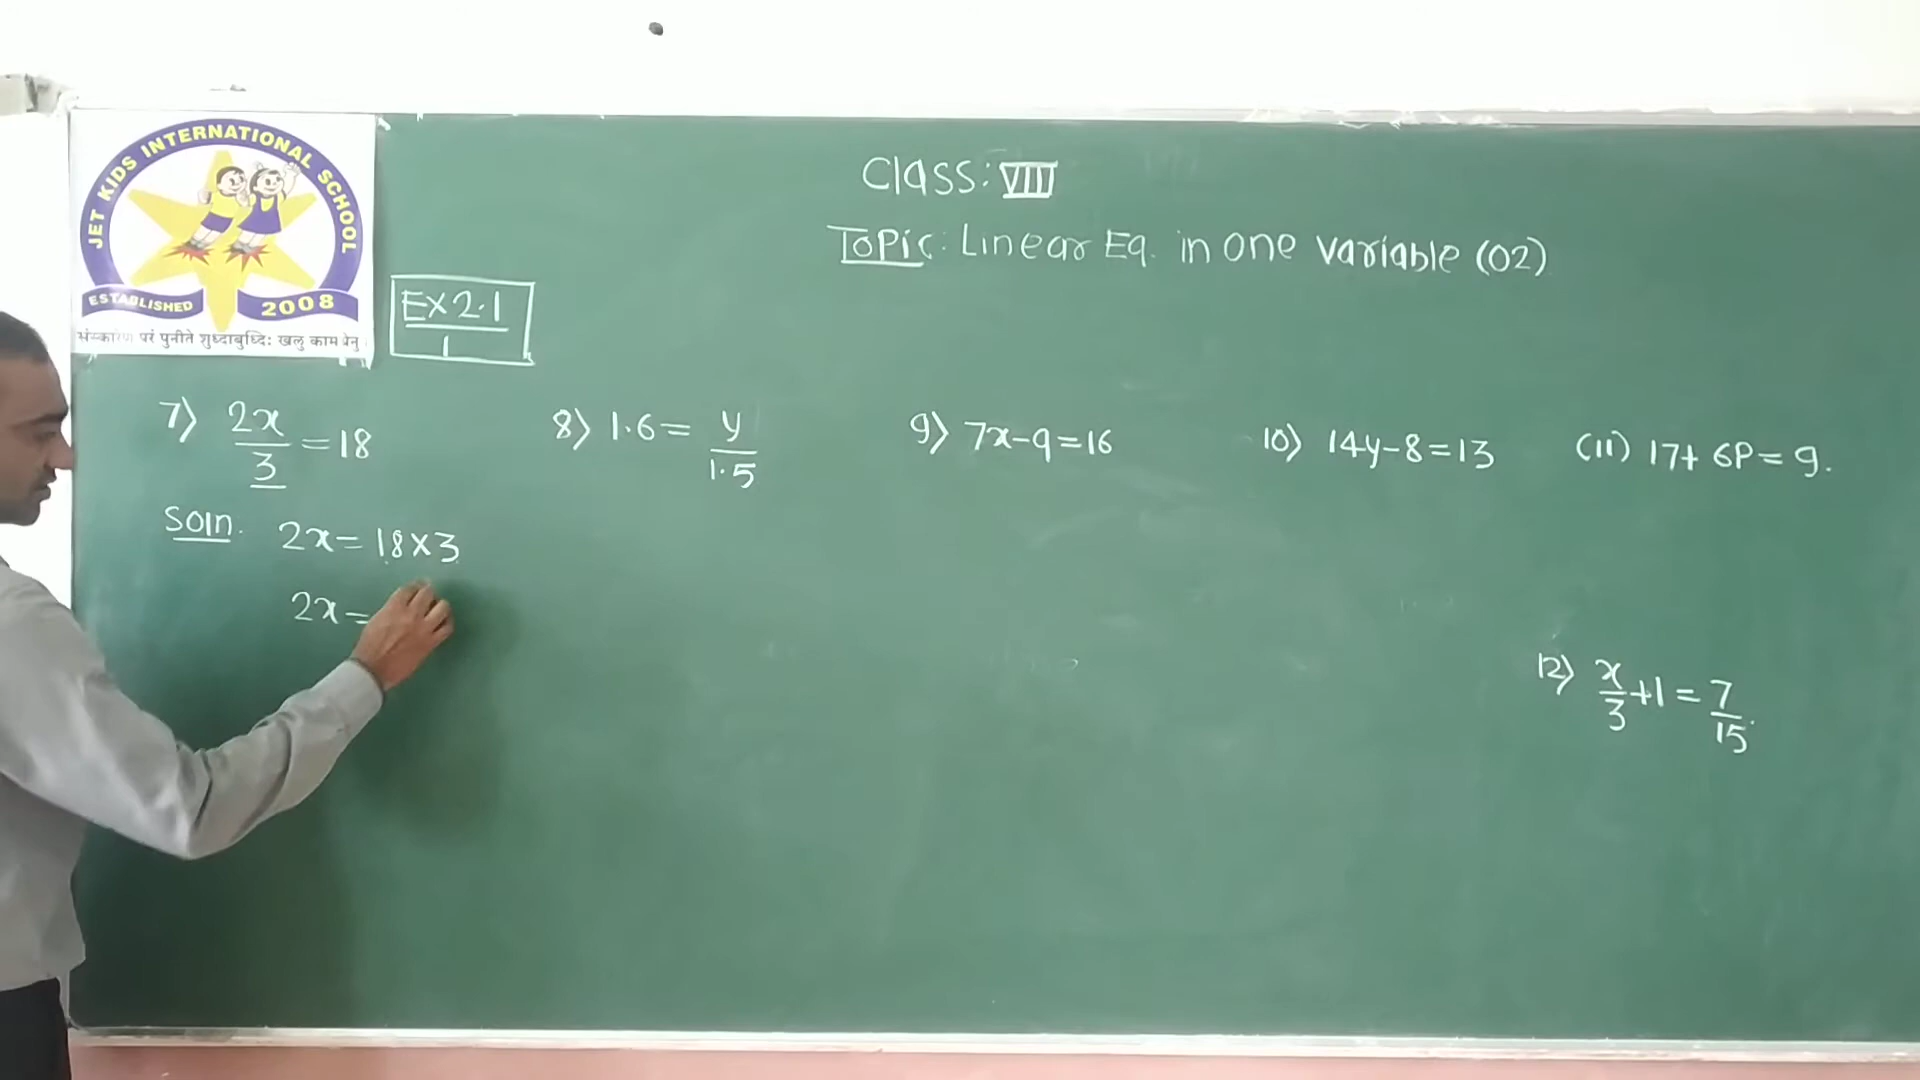 JET KIDS INTERNATIONAL SCHOOL
ESTABLISHED 2008
संस्कारेण परं पुनीते शुध्दाबुध्दिः खलु काम धेनु
Class: VIII
Topic: Linear Eq. in one variable (02)
EX 2.1
1
7) 2x/3 = 18
8) 1.6 = y/1.5
9) 7x-9=16
10) 14y-8=13
(11) 17+ 6P = 9.
Soln. 2x = 18×3
2x =
12) x/3 + 1 = 7/15.